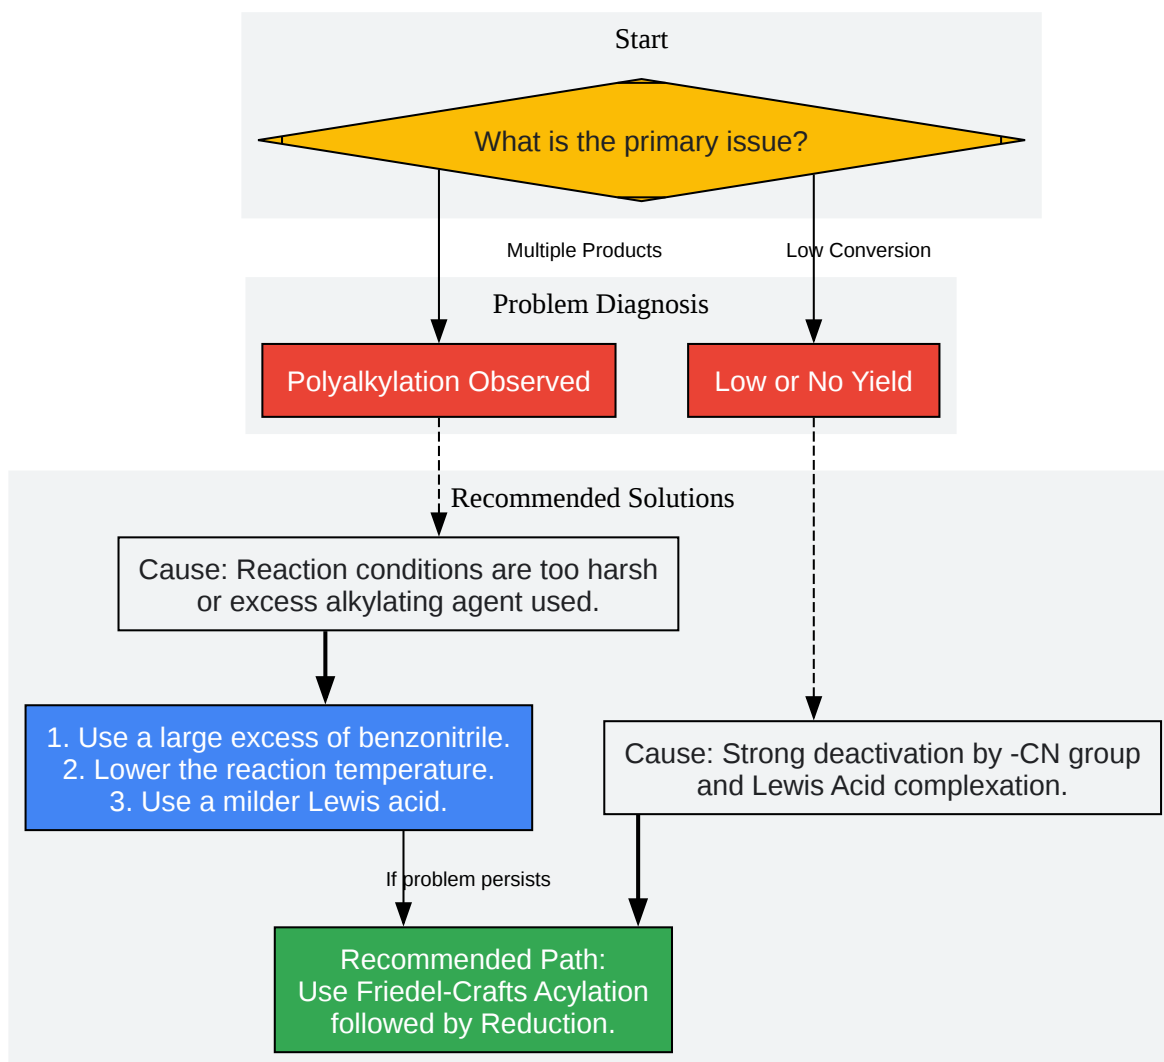 Start
What is the primary issue?
Multiple Products
Low Conversion
Problem Diagnosis
Polyalkylation Observed
Low or No Yield
Recommended Solutions
Cause: Reaction conditions are too harsh
or excess alkylating agent used.
1. Use a large excess of benzonitrile.
2. Lower the reaction temperature.
3. Use a milder Lewis acid.
Cause: Strong deactivation by -CN group
and Lewis Acid complexation.
If problem persists
Recommended Path:
Use Friedel-Crafts Acylation
followed by Reduction.